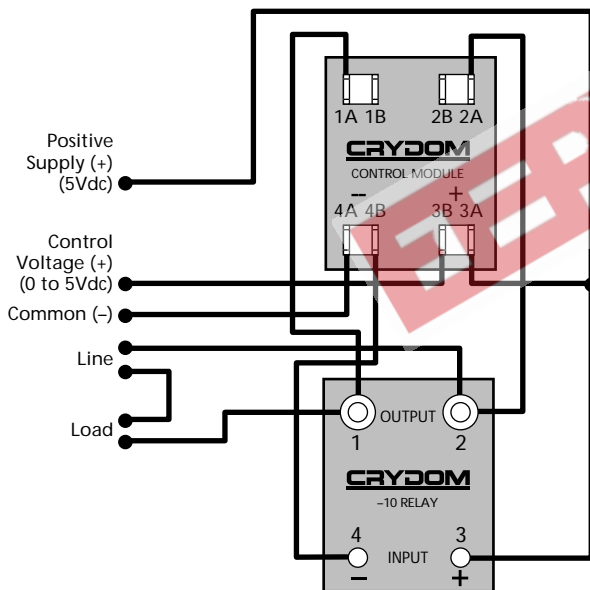 1A 1B
2B 2A
CRYDOM
CONTROL MODULE
-- +
4A 4B
3B 3A
Positive
Supply (+)
(5Vdc)
Control
Voltage (+)
(0 to 5Vdc)
Common (–)
Line
Load
OUTPUT
1
2
CRYDOM
–10 RELAY
4
3
INPUT
– +